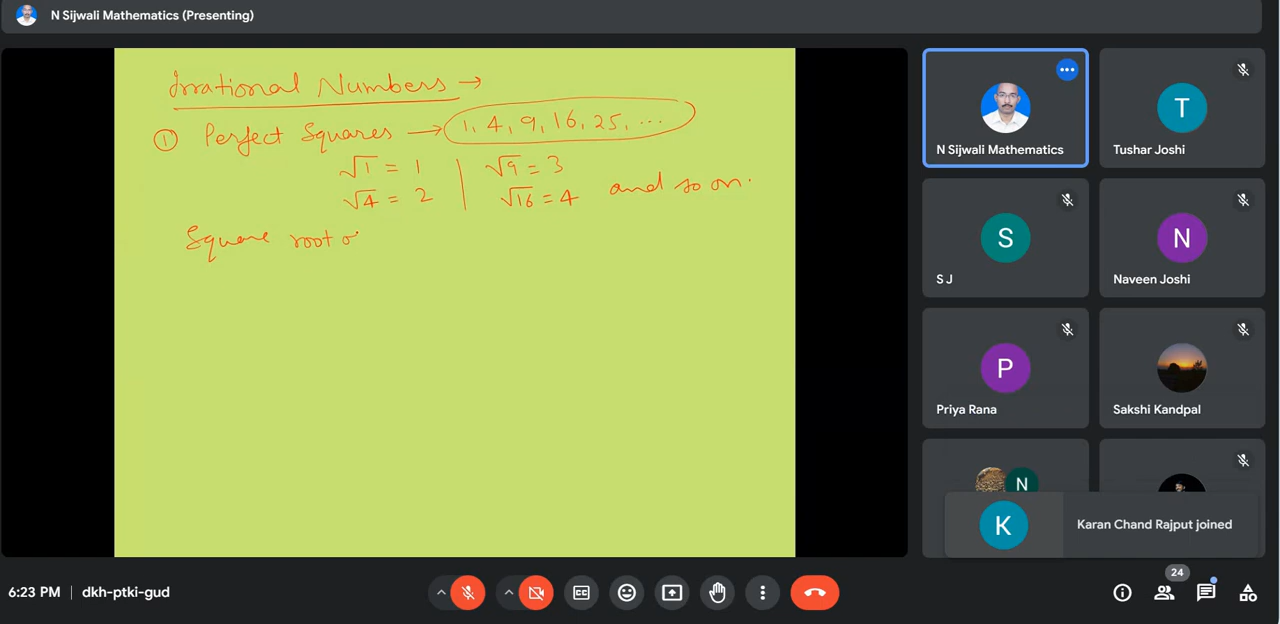 N Sijwali Mathematics (Presenting)
Irrational Numbers →
① Perfect Squares → 1, 4, 9, 16, 25, ...
√1 = 1 | √9 = 3
√4 = 2 | √16 = 4 and so on.
Square root o
N Sijwali Mathematics
T
Tushar Joshi
S
S J
N
Naveen Joshi
P
Priya Rana
Sakshi Kandpal
N
K
Karan Chand Rajput joined
6:23 PM | dkh-ptki-gud
CC
24